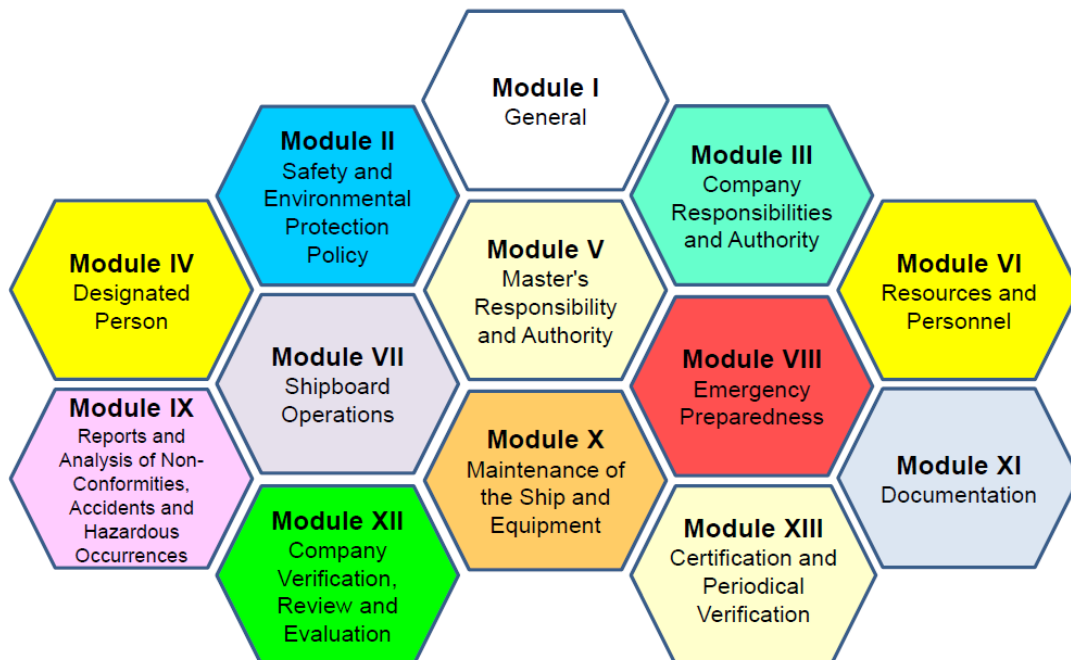 Module I
General
Module II
Safety and
Environmental
Protection
Policy
Module III
Company
Responsibilities
and Authority
Module IV
Designated
Person
Module V
Master's
Responsibility
and Authority
Module VI
Resources and
Personnel
Module VII
Shipboard
Operations
Module VIII
Emergency
Preparedness
Module IX
Reports and
Analysis of Non-
Conformities,
Accidents and
Hazardous
Occurrences
Module X
Maintenance of
the Ship and
Equipment
Module XI
Documentation
Module XII
Company
Verification,
Review and
Evaluation
Module XIII
Certification and
Periodical
Verification